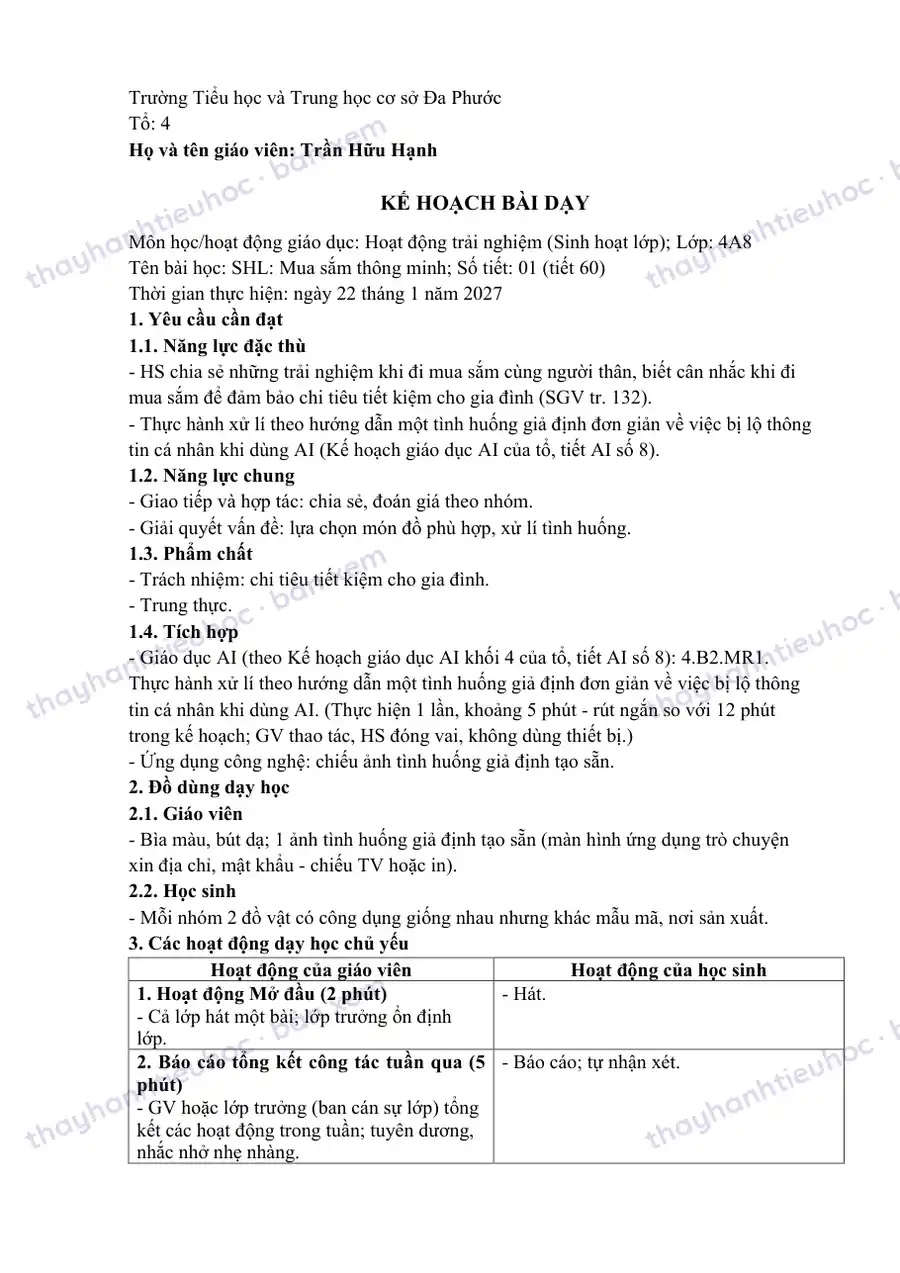 Trường Tiểu học và Trung học cơ sở Đa Phước
Tổ: 4
Họ và tên giáo viên: Trần Hữu Hạnh
KẾ HOẠCH BÀI DẠY
Môn học/hoạt động giáo dục: Hoạt động trải nghiệm (Sinh hoạt lớp); Lớp: 4A8
Tên bài học: SHL: Mua sắm thông minh; Số tiết: 01 (tiết 60)
Thời gian thực hiện: ngày 22 tháng 1 năm 2027
1. Yêu cầu cần đạt
1.1. Năng lực đặc thù
- HS chia sẻ những trải nghiệm khi đi mua sắm cùng người thân, biết cân nhắc khi đi
mua sắm để đảm bảo chi tiêu tiết kiệm cho gia đình (SGV tr. 132).
- Thực hành xử lí theo hướng dẫn một tình huống giả định đơn giản về việc bị lộ thông
tin cá nhân khi dùng AI (Kế hoạch giáo dục AI của tổ, tiết AI số 8).
1.2. Năng lực chung
- Giao tiếp và hợp tác: chia sẻ, đoán giá theo nhóm.
- Giải quyết vấn đề: lựa chọn món đồ phù hợp, xử lí tình huống.
1.3. Phẩm chất
- Trách nhiệm: chi tiêu tiết kiệm cho gia đình.
- Trung thực.
1.4. Tích hợp
- Giáo dục AI (theo Kế hoạch giáo dục AI khối 4 của tổ, tiết AI số 8): 4.B2.MR1.
Thực hành xử lí theo hướng dẫn một tình huống giả định đơn giản về việc bị lộ thông
tin cá nhân khi dùng AI. (Thực hiện 1 lần, khoảng 5 phút - rút ngắn so với 12 phút
trong kế hoạch; GV thao tác, HS đóng vai, không dùng thiết bị.)
- Ứng dụng công nghệ: chiếu ảnh tình huống giả định tạo sẵn.
2. Đồ dùng dạy học
2.1. Giáo viên
- Bìa màu, bút dạ; 1 ảnh tình huống giả định tạo sẵn (màn hình ứng dụng trò chuyện
xin địa chỉ, mật khẩu - chiếu TV hoặc in).
2.2. Học sinh
- Mỗi nhóm 2 đồ vật có công dụng giống nhau nhưng khác mẫu mã, nơi sản xuất.
3. Các hoạt động dạy học chủ yếu
Hoạt động của giáo viên
Hoạt động của học sinh
1. Hoạt động Mở đầu (2 phút)
- Cả lớp hát một bài; lớp trưởng ổn định
lớp.
- Hát.
2. Báo cáo tổng kết công tác tuần qua (5
phút)
- GV hoặc lớp trưởng (ban cán sự lớp) tổng
kết các hoạt động trong tuần; tuyên dương,
nhắc nhở nhẹ nhàng.
- Báo cáo; tự nhận xét.
thayhanhtieuhoc · bản xem
thayhanhtieuhoc · b
thayhanhtieuhoc · bản xem
thayhanhtieuhoc · b
thayhanhtieuhoc · bản xem
thayhanhtieuhoc · b